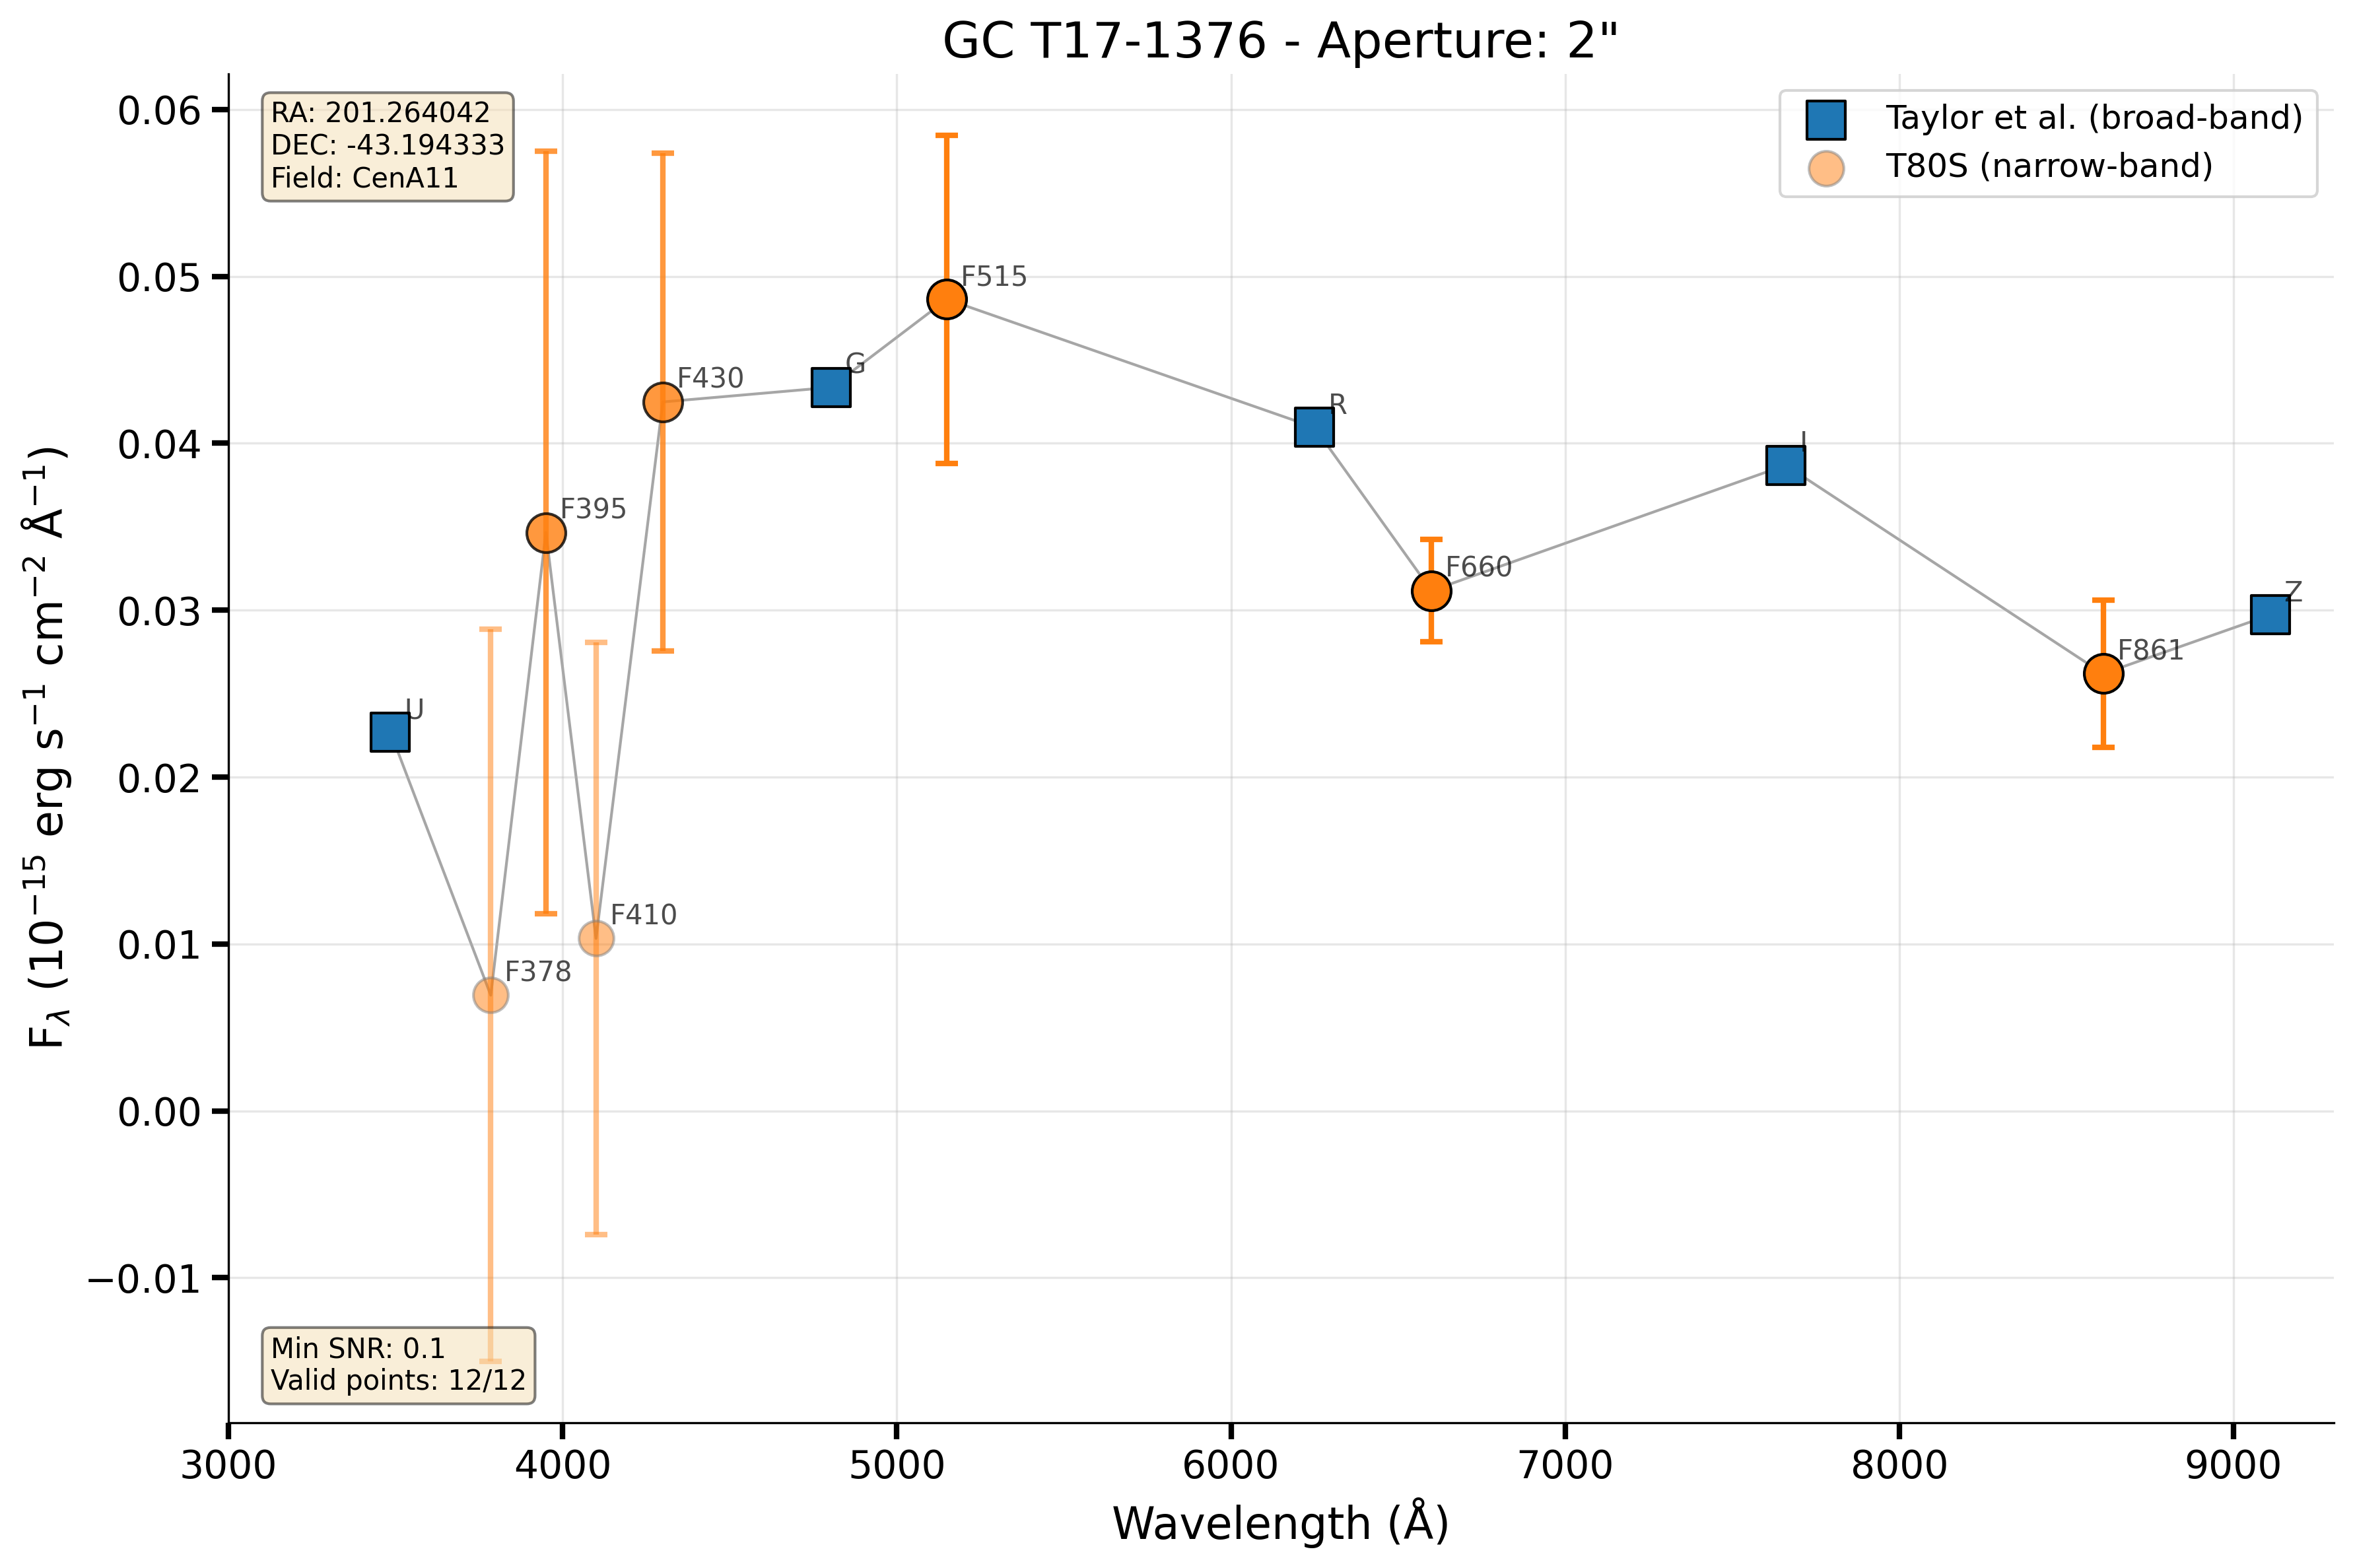 GC T17-1376 - Aperture: 2"
RA: 201.264042
DEC: -43.194333
Field: CenA11
Taylor et al. (broad-band)
T80S (narrow-band)
0.06
0.05
0.04
0.03
0.02
0.01
0.00
−0.01
F$_λ$ (10$^{−15}$ erg s$^{−1}$ cm$^{−2}$ Å$^{−1}$)
U
F378
F395
F410
F430
G
F515
R
F660
I
F861
Z
Min SNR: 0.1
Valid points: 12/12
3000 4000 5000 6000 7000 8000 9000
Wavelength (Å)